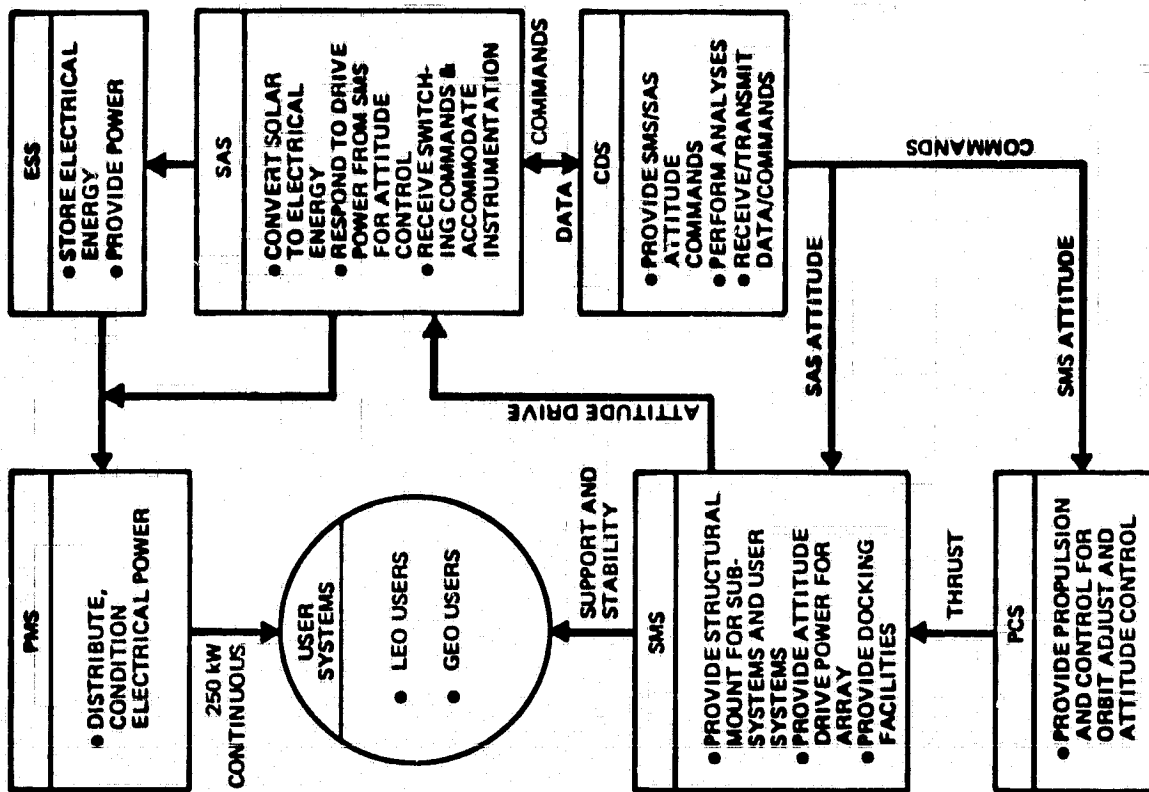 PMS
• DISTRIBUTE,
CONDITION
ELECTRICAL POWER
250 kW
CONTINUOUS
USER
SYSTEMS
• LEO USERS
• GEO USERS
SUPPORT AND
STABILITY
SMS
• PROVIDE STRUCTURAL
MOUNT FOR SUB-
SYSTEMS AND USER
SYSTEMS
• PROVIDE ATTITUDE
DRIVE POWER FOR
ARRAY
• PROVIDE DOCKING
FACILITIES
THRUST
PCS
• PROVIDE PROPULSION
AND CONTROL FOR
ORBIT ADJUST AND
ATTITUDE CONTROL
ESS
• STORE ELECTRICAL
ENERGY
• PROVIDE POWER
SAS
• CONVERT SOLAR
TO ELECTRICAL
ENERGY
• RESPOND TO DRIVE
POWER FROM SMS
FOR ATTITUDE
CONTROL
• RECEIVE SWITCH-
ING COMMANDS &
ACCOMMODATE
INSTRUMENTATION
ATTITUDE DRIVE
DATA
COMMANDS
CDS
• PROVIDE SMS/SAS
ATTITUDE
COMMANDS
• PERFORM ANALYSES
• RECEIVE/TRANSMIT
DATA/COMMANDS
SAS ATTITUDE
COMMANDS
SMS ATTITUDE